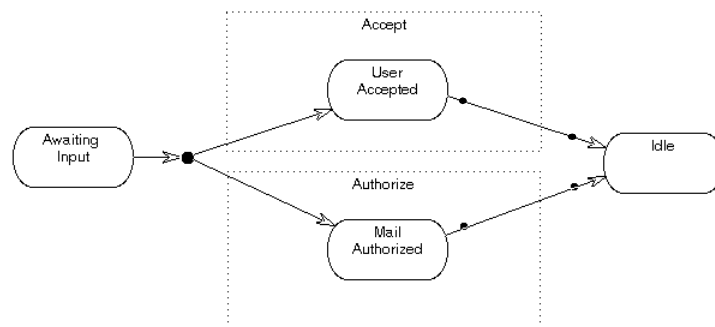 Accept
User
Accepted
Awaiting
Input
Idle
Authorize
Mail
Authorized